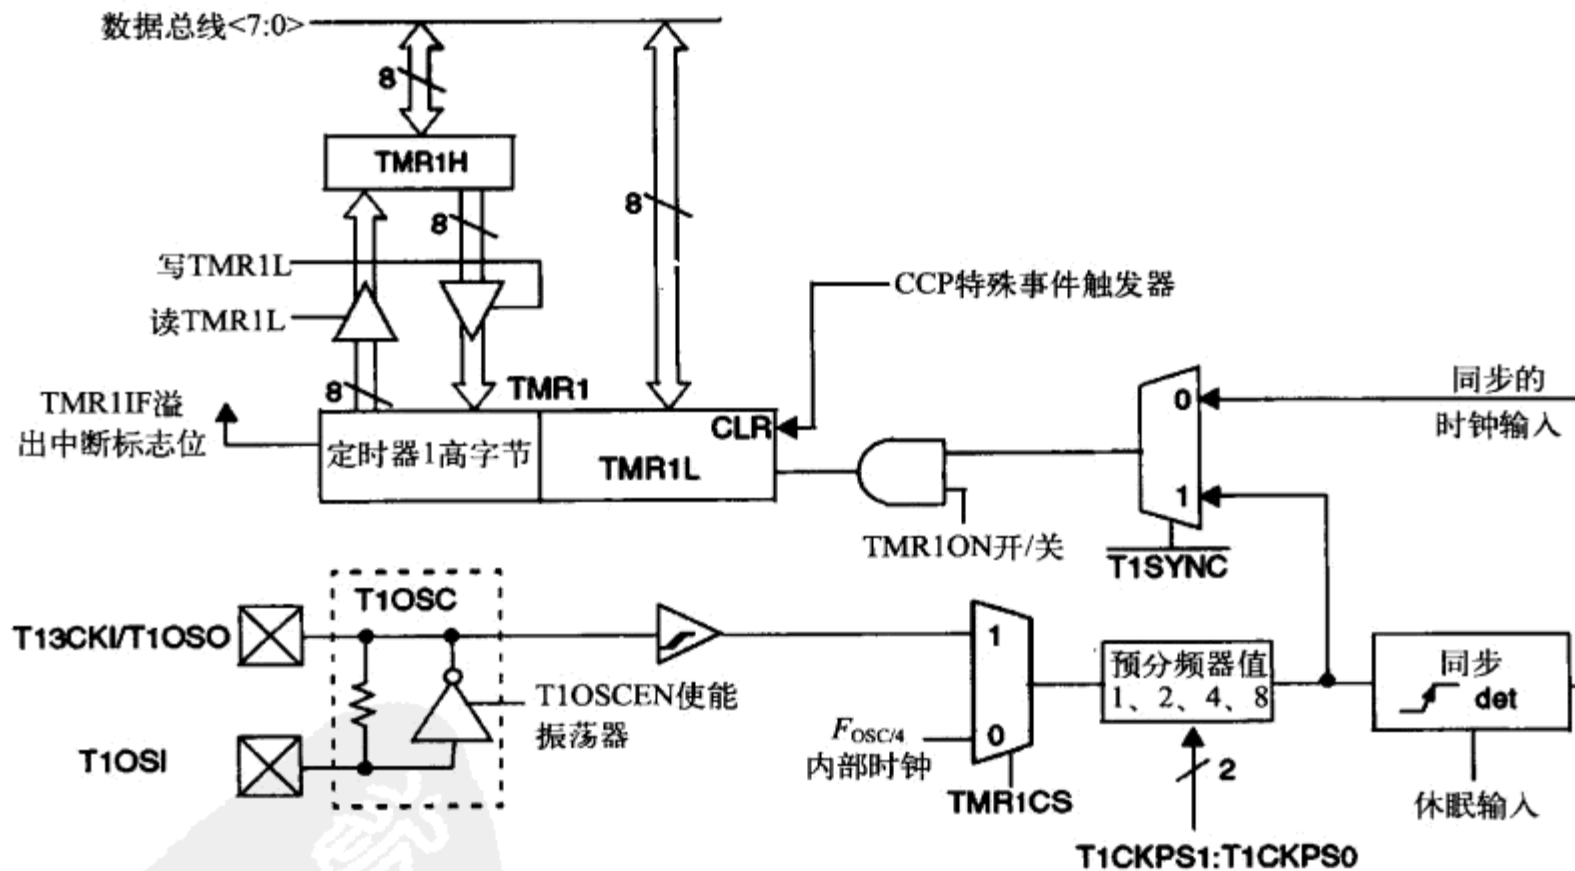 数据总线<7:0>
8
TMR1H
8
8
写TMR1L
读TMR1L
CCP特殊事件触发器
8
TMR1
TMR1IF溢
出中断标志位
定时器1高字节
CLR
TMR1L
0
1
同步的
时钟输入
TMR1ON开/关
T1SYNC
T1OSC
T13CKI/T1OSO
T1OSCEN使能
振荡器
T1OSI
1
0
FOSC/4
内部时钟
TMR1CS
预分频器值
1、2、4、8
2
T1CKPS1:T1CKPS0
同步
det
休眠输入